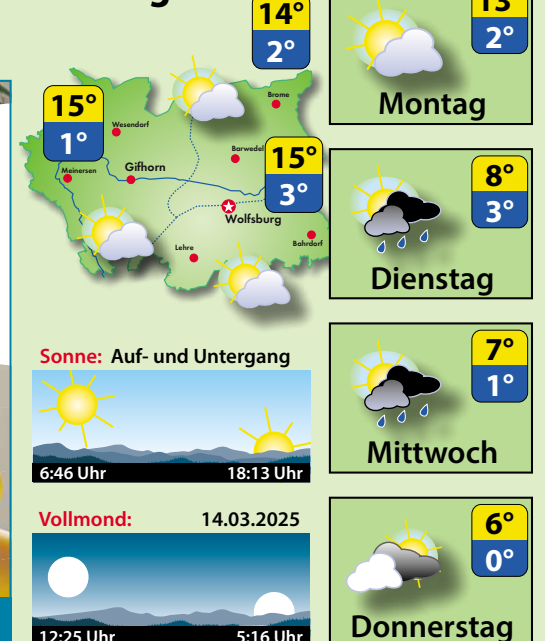 14°
2°
15°
1°
Brome
Wesendorf
Barwedel
15°
3°
Meinersen
Gifhorn
Wolfsburg
Lehre
Bahrdorf
Sonne: Auf- und Untergang
6:46 Uhr 18:13 Uhr
Vollmond: 14.03.2025
12:25 Uhr 5:16 Uhr
13°
2°
Montag
8°
3°
Dienstag
7°
1°
Mittwoch
6°
0°
Donnerstag